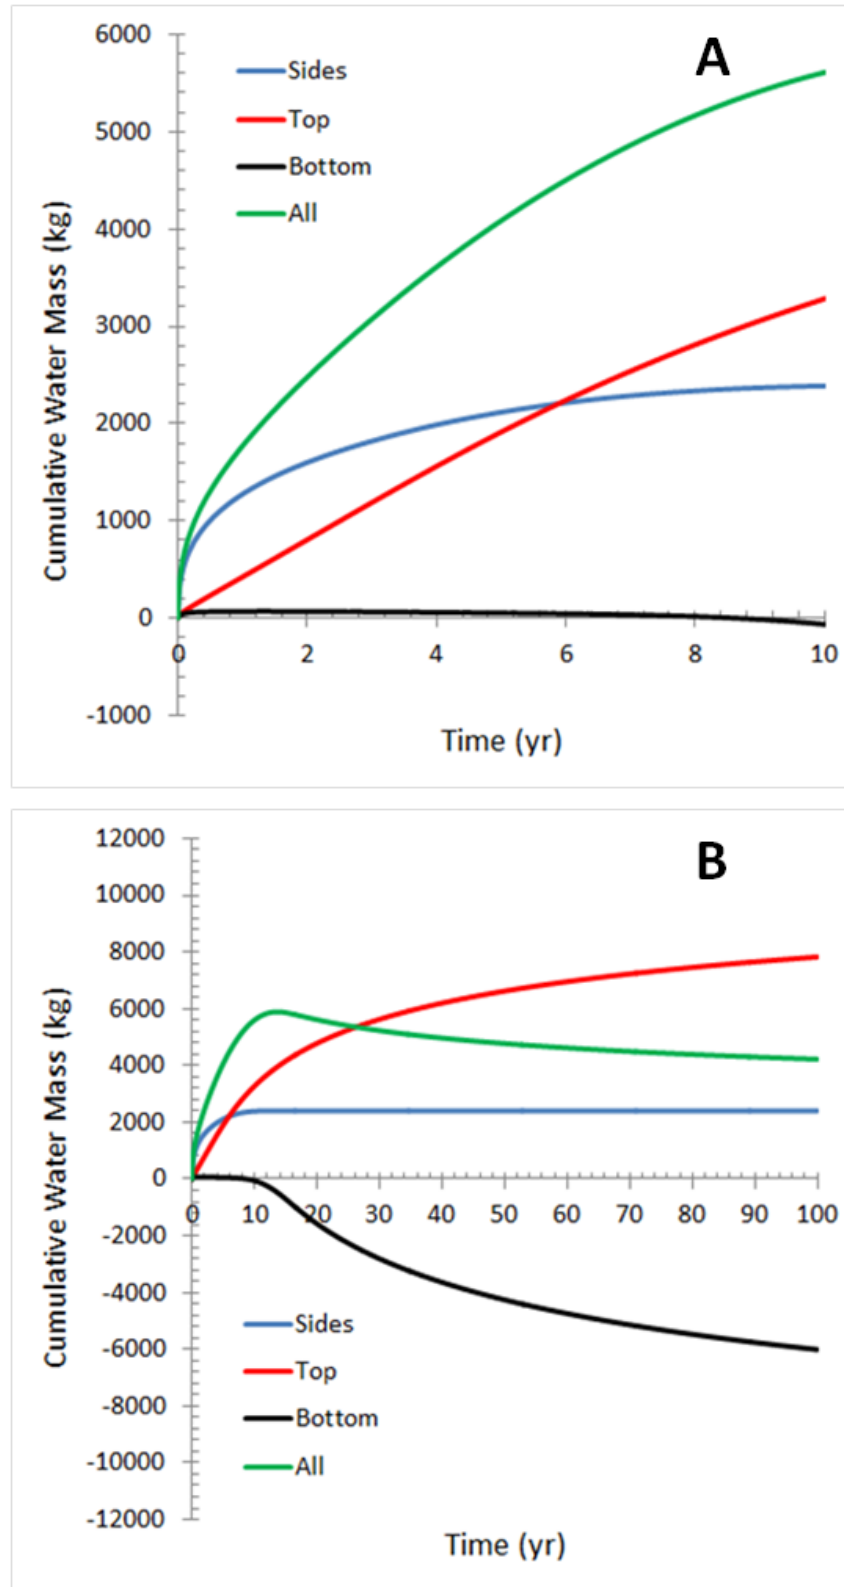 A
6000
5000
4000
3000
2000
1000
0
-1000
Cumulative Water Mass (kg)
Sides
Top
Bottom
All
0 2 4 6 8 10
Time (yr)
B
12000
10000
8000
6000
4000
2000
0
-2000
-4000
-6000
-8000
-10000
-12000
Cumulative Water Mass (kg)
0 10 20 30 40 50 60 70 80 90 100
Sides
Top
Bottom
All
Time (yr)